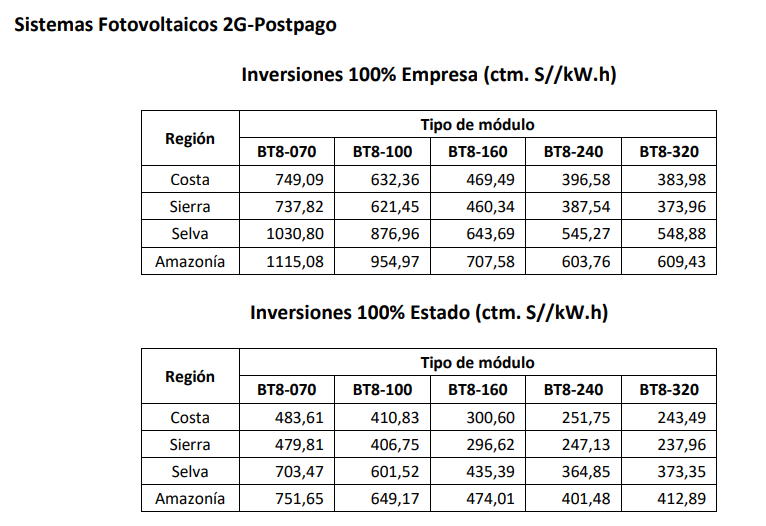 Sistemas Fotovoltaicos 2G-Postpago
Inversiones 100% Empresa (ctm. S//kW.h)
Región Tipo de módulo
BT8-070 BT8-100 BT8-160 BT8-240 BT8-320
Costa 749,09 632,36 469,49 396,58 383,98
Sierra 737,82 621,45 460,34 387,54 373,96
Selva 1030,80 876,96 643,69 545,27 548,88
Amazonía 1115,08 954,97 707,58 603,76 609,43
Inversiones 100% Estado (ctm. S//kW.h)
Región Tipo de módulo
BT8-070 BT8-100 BT8-160 BT8-240 BT8-320
Costa 483,61 410,83 300,60 251,75 243,49
Sierra 479,81 406,75 296,62 247,13 237,96
Selva 703,47 601,52 435,39 364,85 373,35
Amazonía 751,65 649,17 474,01 401,48 412,89